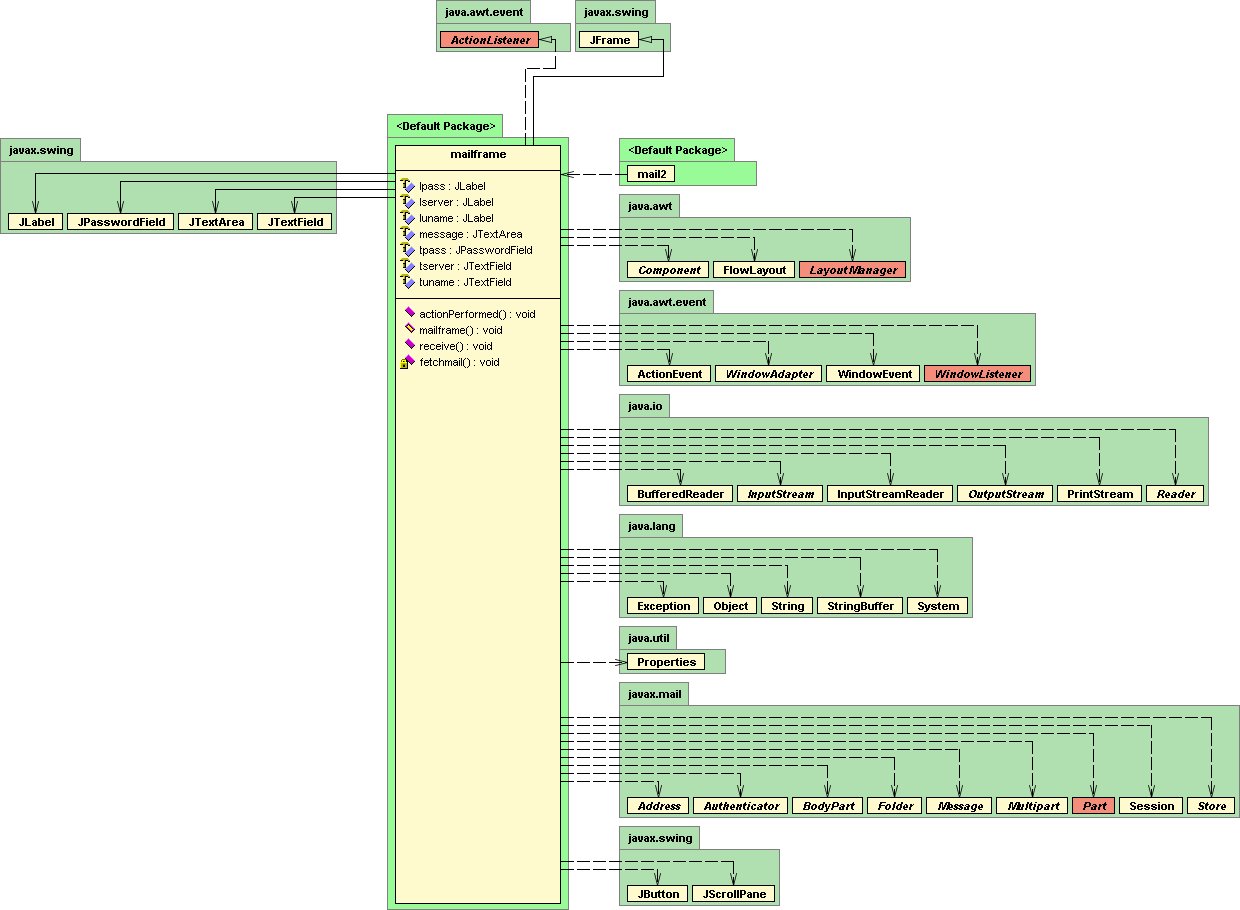 java.awt.event
javax.swing
ActionListener
JFrame
<Default Package>
mailframe
lpass : JLabel
lserver : JLabel
luname : JLabel
message : JTextArea
tpass : JPasswordField
tserver : JTextField
tuname : JTextField
actionPerformed() : void
mailframe() : void
receive() : void
fetchmail() : void
javax.swing
JLabel
JPasswordField
JTextArea
JTextField
<Default Package>
mail2
java.awt
Component
FlowLayout
LayoutManager
java.awt.event
ActionEvent
WindowAdapter
WindowEvent
WindowListener
java.io
BufferedReader
InputStream
InputStreamReader
OutputStream
PrintStream
Reader
java.lang
Exception
Object
String
StringBuffer
System
java.util
Properties
javax.mail
Address
Authenticator
BodyPart
Folder
Message
Multipart
Part
Session
Store
javax.swing
JButton
JScrollPane